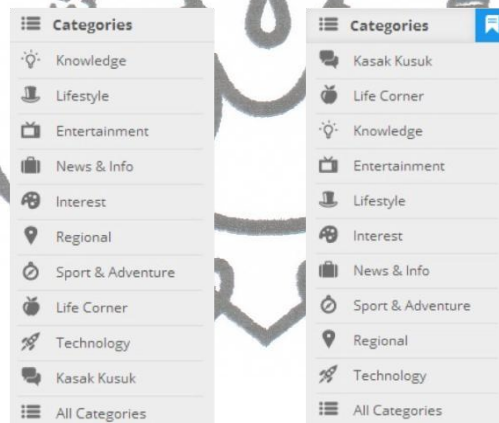 Categories
Knowledge
Lifestyle
Entertainment
News & Info
Interest
Regional
Sport & Adventure
Life Corner
Technology
Kasak Kusuk
All Categories
Categories
Kasak Kusuk
Life Corner
Knowledge
Entertainment
Lifestyle
Interest
News & Info
Sport & Adventure
Regional
Technology
All Categories